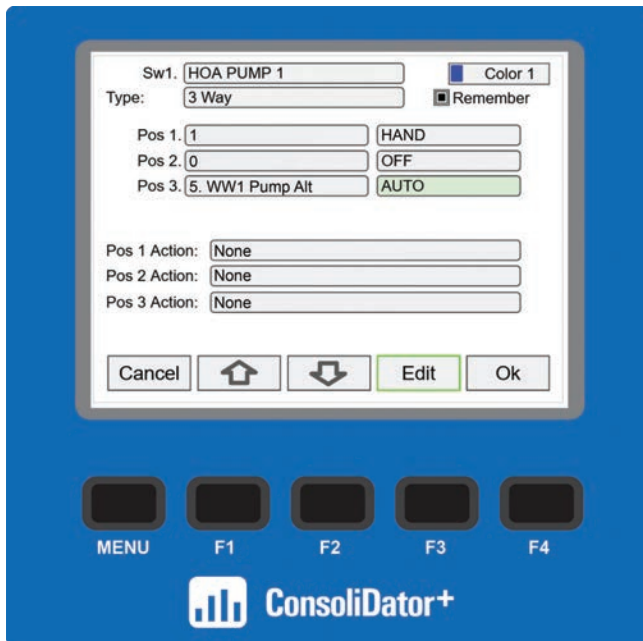 Sw1. HOA PUMP 1 Color 1
Type: 3 Way Remember
Pos 1. 1 HAND
Pos 2. 0 OFF
Pos 3. 5. WW1 Pump Alt AUTO
Pos 1 Action: None
Pos 2 Action: None
Pos 3 Action: None
Cancel Edit Ok
MENU F1 F2 F3 F4
ConsoliDator+